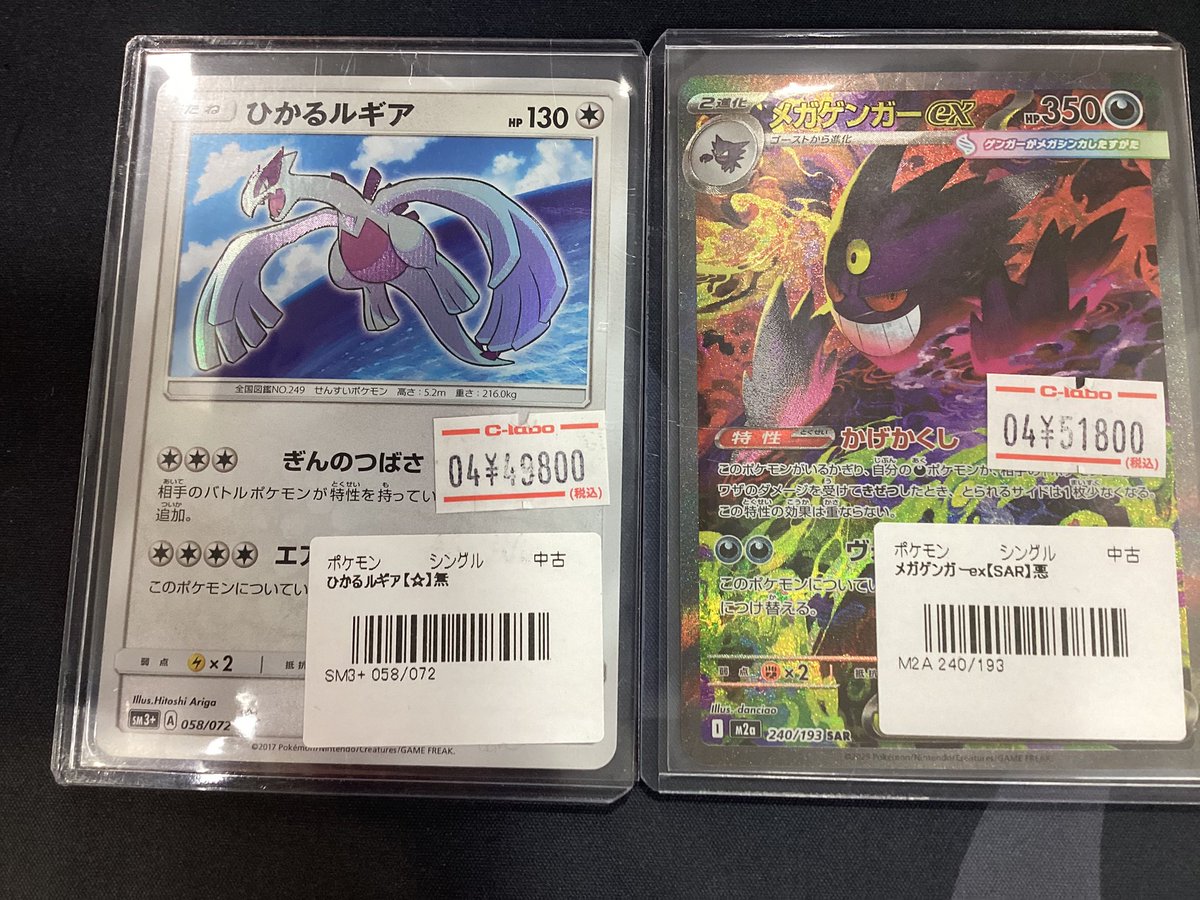 たね
ひかるルギア
HP 130
全国図鑑NO.249 せんすいポケモン 高さ:5.2m 重さ:216.0kg
C-labo
04¥49800
(税込)
ぎんのつばさ
相手のバトルポケモンが特性を持ってい
追加。
エア
このポケモンについてい
弱点 ×2 抵抗
ポケモン シングル 中古
ひかるルギア【☆】無
SM3+ 058/072
Illus.Hitoshi Ariga
SM3+ A 058/072
©2017 Pokémon/Nintendo/Creatures/GAME FREAK.
2進化
メガゲンガーex
HP 350
ゴーストから進化
ゲンガーがメガシンカしたすがた
C-labo
04¥51800
(税込)
特性 かげかくし
このポケモンがいるかぎり、自分の ポケモンが、相手の
ワザのダメージを受けてきぜつしたとき、とられるサイドは1枚少なくなる。
この特性の効果は重ならない。
このポケモンについてい
につけ替える。
弱点 ×2 抵抗
ポケモン シングル 中古
メガゲンガーex【SAR】悪
M2A 240/193
Illus. danciao
I M2a 240/193 SAR
©2025 Pokémon/Nintendo/Creatures/GAME FREAK.